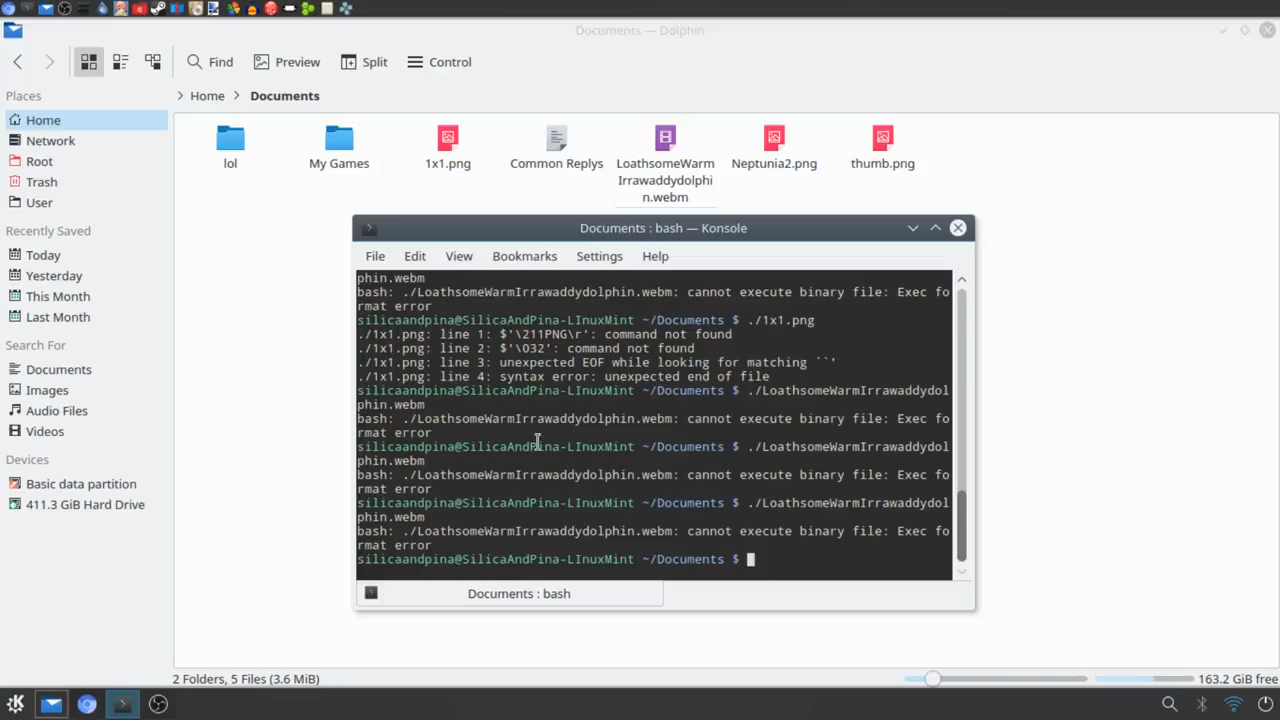 Documents — Dolphin
Find
Preview
Split
Control
Places
Home
Network
Root
Trash
User
Recently Saved
Today
Yesterday
This Month
Last Month
Search For
Documents
Images
Audio Files
Videos
Devices
Basic data partition
411.3 GiB Hard Drive
Home
Documents
lol
My Games
1x1.png
Common Replys
LoathsomeWarm
Irrawaddydolphi
n.webm
Neptunia2.png
thumb.png
Documents : bash — Konsole
File Edit View Bookmarks Settings Help
phin.webm
bash: ./LoathsomeWarmIrrawaddydolphin.webm: cannot execute binary file: Exec fo
rmat error
silicaandpina@SilicaAndPina-LInuxMint ~/Documents $ ./1x1.png
./1x1.png: line 1: $'\211PNG\r': command not found
./1x1.png: line 2: $'\032': command not found
./1x1.png: line 3: unexpected EOF while looking for matching ``'
./1x1.png: line 4: syntax error: unexpected end of file
silicaandpina@SilicaAndPina-LInuxMint ~/Documents $ ./LoathsomeWarmIrrawaddydol
phin.webm
bash: ./LoathsomeWarmIrrawaddydolphin.webm: cannot execute binary file: Exec fo
rmat error
silicaandpina@SilicaAndPina-LInuxMint ~/Documents $ ./LoathsomeWarmIrrawaddydol
phin.webm
bash: ./LoathsomeWarmIrrawaddydolphin.webm: cannot execute binary file: Exec fo
rmat error
silicaandpina@SilicaAndPina-LInuxMint ~/Documents $ ./LoathsomeWarmIrrawaddydol
phin.webm
bash: ./LoathsomeWarmIrrawaddydolphin.webm: cannot execute binary file: Exec fo
rmat error
silicaandpina@SilicaAndPina-LInuxMint ~/Documents $
Documents : bash
2 Folders, 5 Files (3.6 MiB)
163.2 GiB free